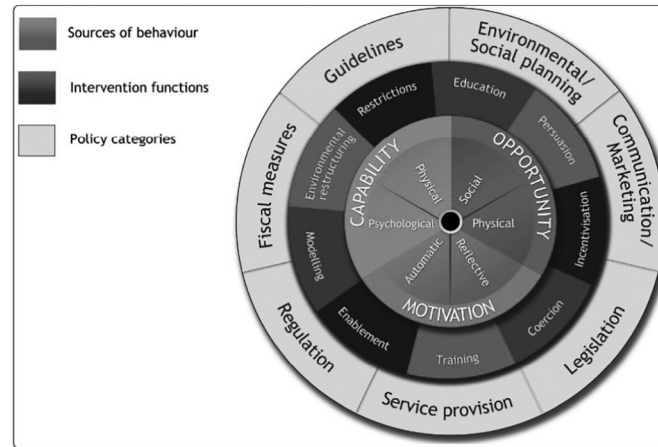 Sources of behaviour
Intervention functions
Policy categories
Guidelines
Environmental/
Social planning
Communication/
Marketing
Legislation
Service provision
Regulation
Fiscal measures
Restrictions
Education
Persuasion
Incentivisation
Coercion
Training
Enablement
Modelling
Environmental
restructuring
CAPABILITY
OPPORTUNITY
MOTIVATION
Physical
Social
Psychological
Physical
Automatic
Reflective